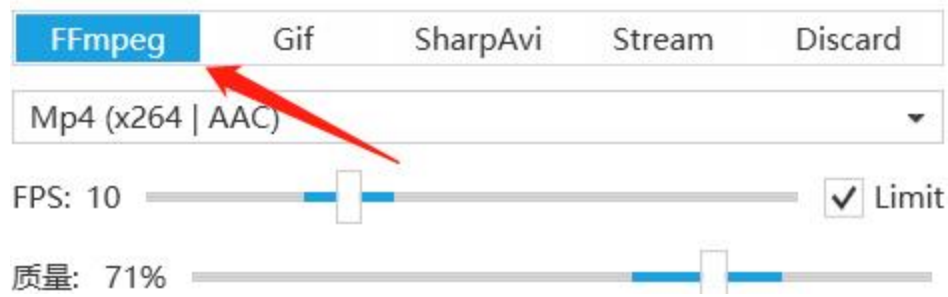 FFmpeg Gif SharpAvi Stream Discard
Mp4 (x264 | AAC)
FPS: 10 Limit
质量: 71%